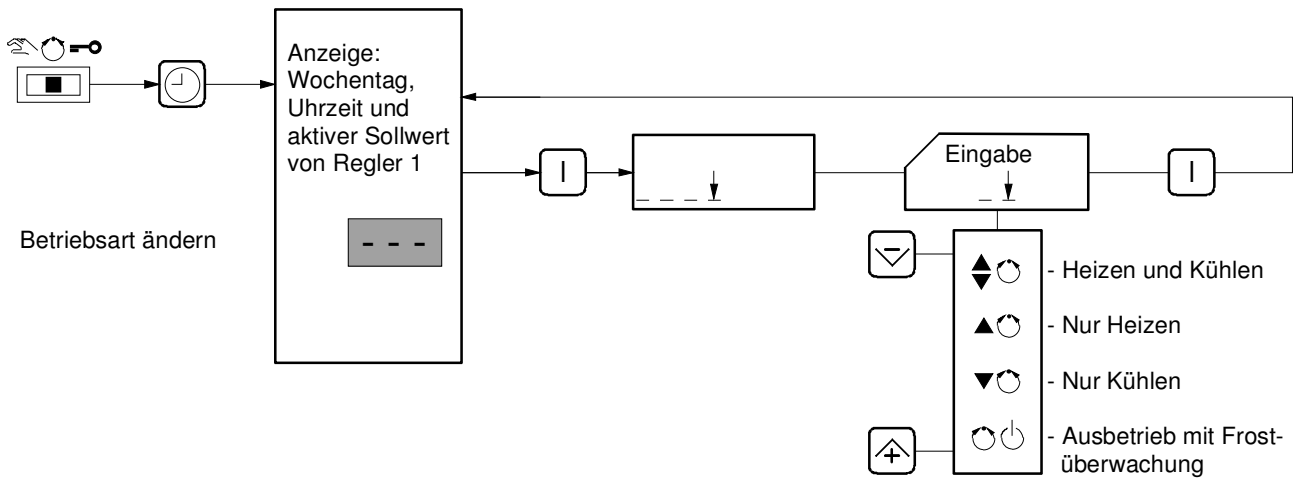 Anzeige:
Wochentag,
Uhrzeit und
aktiver Sollwert
von Regler 1
- - -
Betriebsart ändern
I
Eingabe
I
- Heizen und Kühlen
- Nur Heizen
- Nur Kühlen
- Ausbetrieb mit Frost-
überwachung